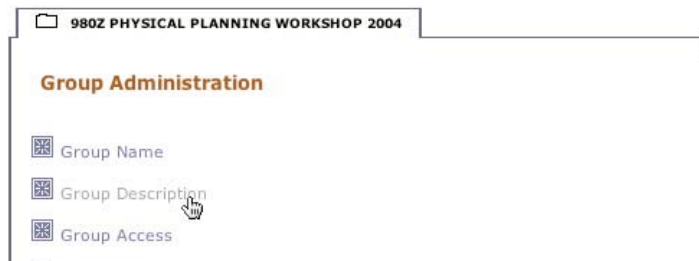 980Z PHYSICAL PLANNING WORKSHOP 2004
Group Administration
Group Name
Group Description
Group Access